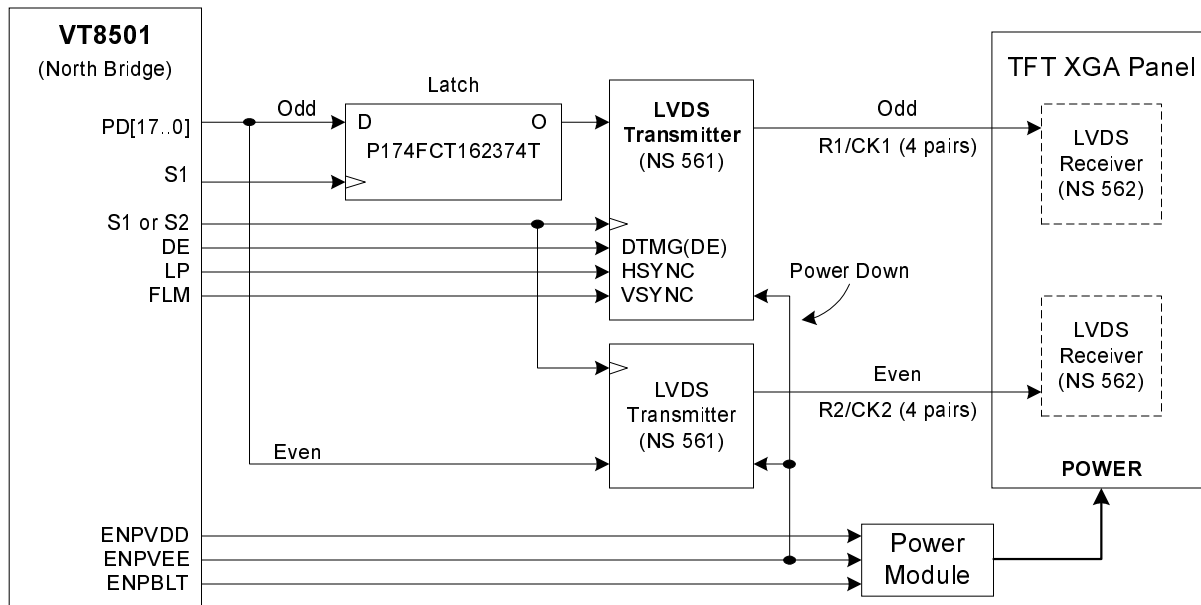 VT8501
(North Bridge)
PD[17..0]
S1
S1 or S2
DE
LP
FLM
ENPVDD
ENPVEE
ENPBLT
Odd
Even
Latch
D
O
P174FCT162374T
LVDS
Transmitter
(NS 561)
DTMG(DE)
HSYNC
VSYNC
LVDS
Transmitter
(NS 561)
Odd
R1/CK1 (4 pairs)
Power Down
Even
R2/CK2 (4 pairs)
Power
Module
TFT XGA Panel
LVDS
Receiver
(NS 562)
LVDS
Receiver
(NS 562)
POWER